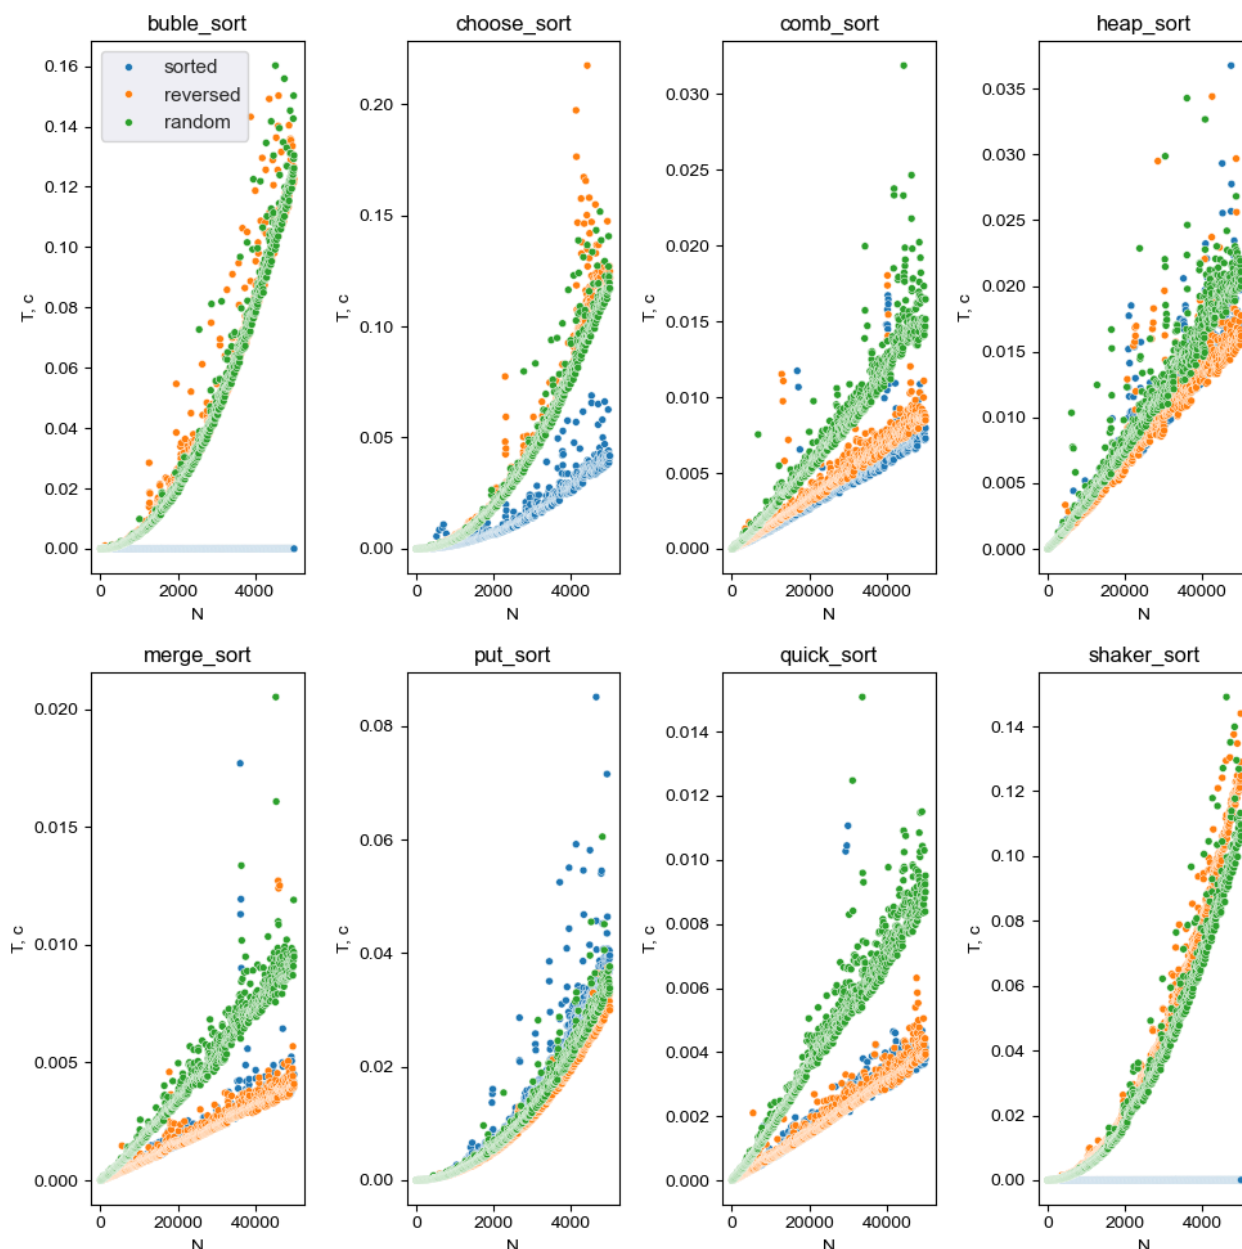 buble_sort
0.16
0.14
0.12
0.10
0.08
0.06
0.04
0.02
0.00
T, c
0
2000
4000
N
sorted
reversed
random
choose_sort
0.20
0.15
0.10
0.05
0.00
T, c
0
2000
4000
N
comb_sort
0.030
0.025
0.020
0.015
0.010
0.005
0.000
T, c
0
20000
40000
N
heap_sort
0.035
0.030
0.025
0.020
0.015
0.010
0.005
0.000
T, c
0
20000
40000
N
merge_sort
0.020
0.015
0.010
0.005
0.000
T, c
0
20000
40000
N
put_sort
0.08
0.06
0.04
0.02
0.00
T, c
0
2000
4000
N
quick_sort
0.014
0.012
0.010
0.008
0.006
0.004
0.002
0.000
T, c
0
20000
40000
N
shaker_sort
0.14
0.12
0.10
0.08
0.06
0.04
0.02
0.00
T, c
0
2000
4000
N